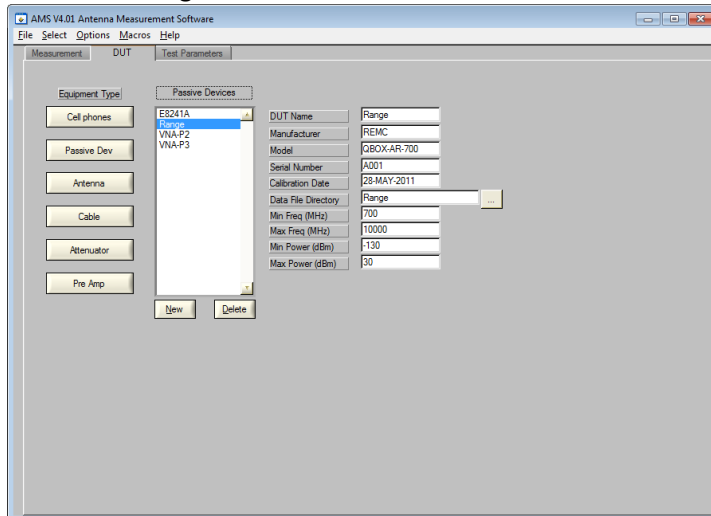 AMS V4.01 Antenna Measurement Software
File Select Options Macros Help
Measurement DUT Test Parameters
Equipment Type
Cell phones
Passive Dev
Antenna
Cable
Attenuator
Pre Amp
Passive Devices
E8241A
Range
VNA-P2
VNA-P3
New Delete
DUT Name Range
Manufacturer REMC
Model QBOX-AR-700
Serial Number A001
Calibration Date 28-MAY-2011
Data File Directory Range ...
Min Freq (MHz) 700
Max Freq (MHz) 10000
Min Power (dBm) -130
Max Power (dBm) 30